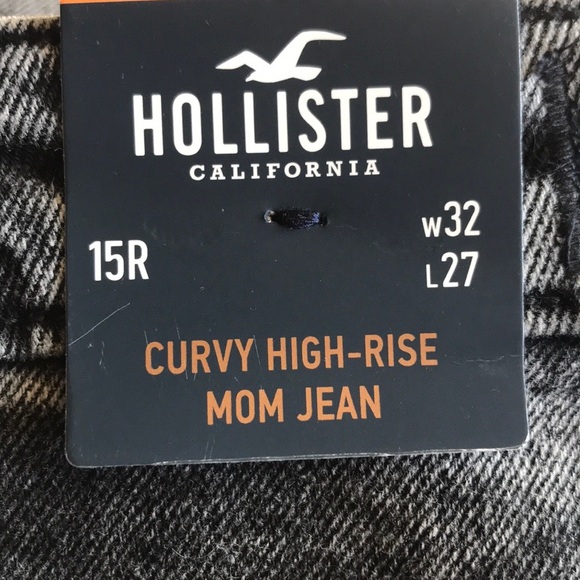 HOLLISTER
CALIFORNIA
15R
W32
L27
CURVY HIGH-RISE
MOM JEAN